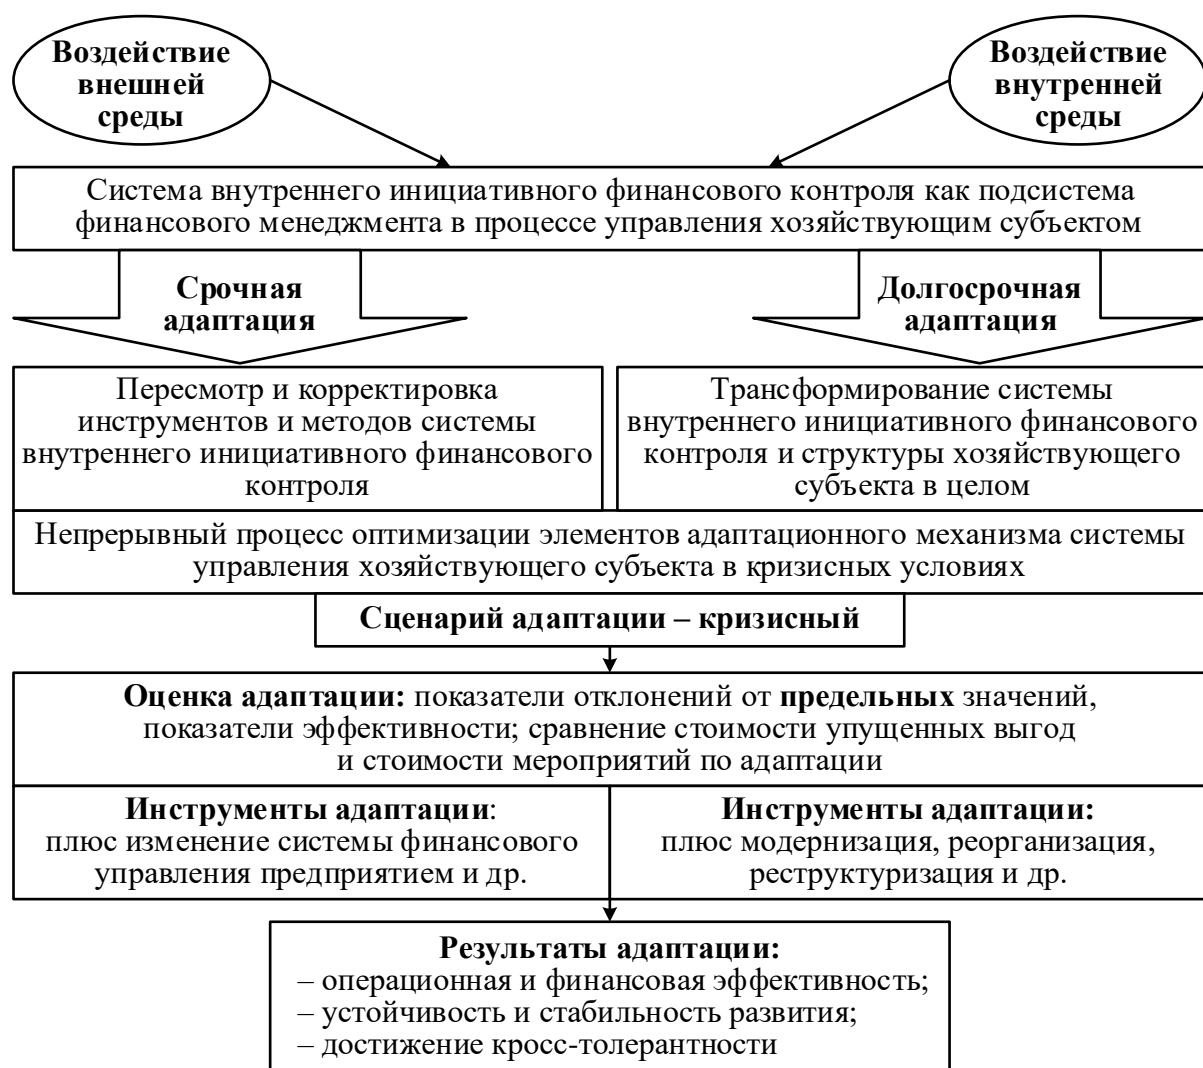 Воздействие
внешней
среды
Воздействие
внутренней
среды
Система внутреннего инициативного финансового контроля как подсистема
финансового менеджмента в процессе управления хозяйствующим субъектом
Срочная
адаптация
Долгосрочная
адаптация
Пересмотр и корректировка
инструментов и методов системы
внутреннего инициативного финансового
контроля
Трансформирование системы
внутреннего инициативного финансового
контроля и структуры хозяйствующего
субъекта в целом
Непрерывный процесс оптимизации элементов адаптационного механизма системы
управления хозяйствующего субъекта в кризисных условиях
Сценарий адаптации – кризисный
Оценка адаптации: показатели отклонений от предельных значений,
показатели эффективности; сравнение стоимости упущенных выгод
и стоимости мероприятий по адаптации
Инструменты адаптации:
плюс изменение системы финансового
управления предприятием и др.
Инструменты адаптации:
плюс модернизация, реорганизация,
реструктуризация и др.
Результаты адаптации:
– операционная и финансовая эффективность;
– устойчивость и стабильность развития;
– достижение кросс-толерантности